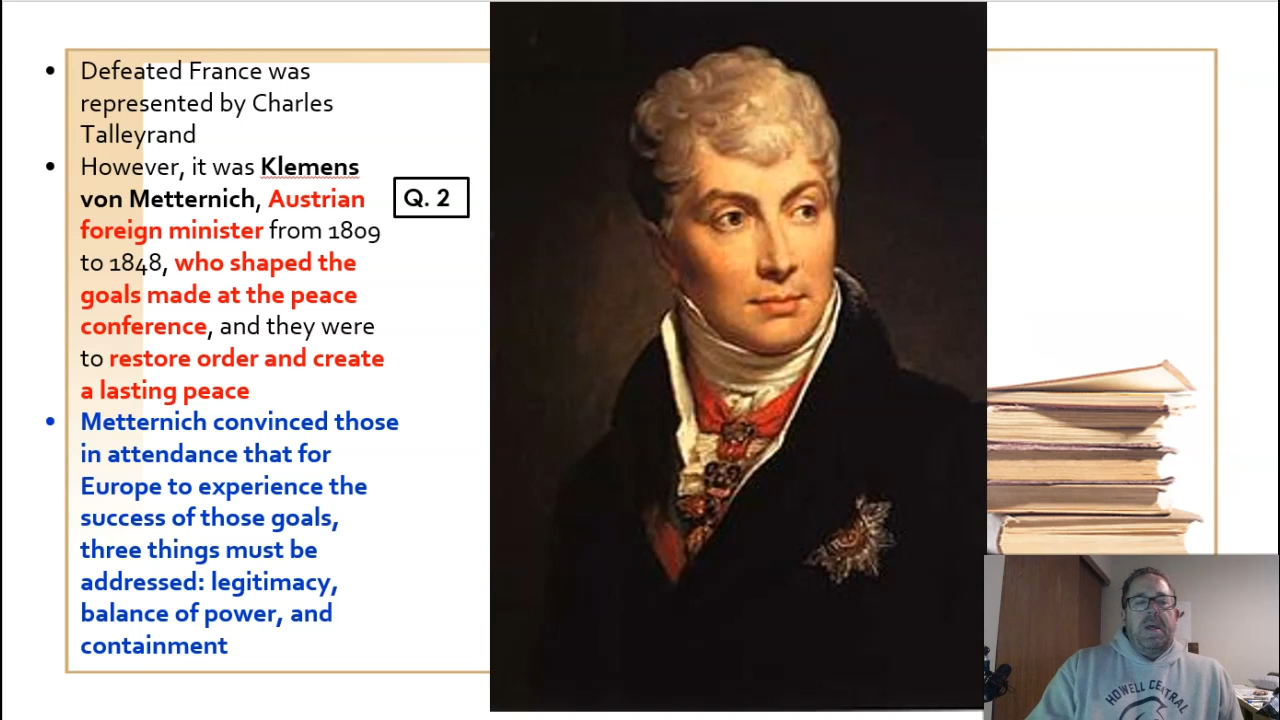 • Defeated France was
represented by Charles
Talleyrand
• However, it was Klemens
von Metternich, Austrian
foreign minister from 1809
to 1848, who shaped the
goals made at the peace
conference, and they were
to restore order and create
a lasting peace
• Metternich convinced those
in attendance that for
Europe to experience the
success of those goals,
three things must be
addressed: legitimacy,
balance of power, and
containment
Q. 2
HOWELL CENTRAL